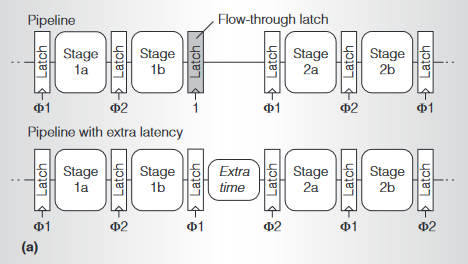 Pipeline
Flow-through latch
Latch Stage 1a Latch Stage 1b Latch Latch Stage 2a Latch Stage 2b Latch
Φ1 Φ2 1 Φ1 Φ2 Φ1
Pipeline with extra latency
Latch Stage 1a Latch Stage 1b Latch Extra time Latch Stage 2a Latch Stage 2b Latch
Φ1 Φ2 Φ1 Φ2 Φ1 Φ2
(a)